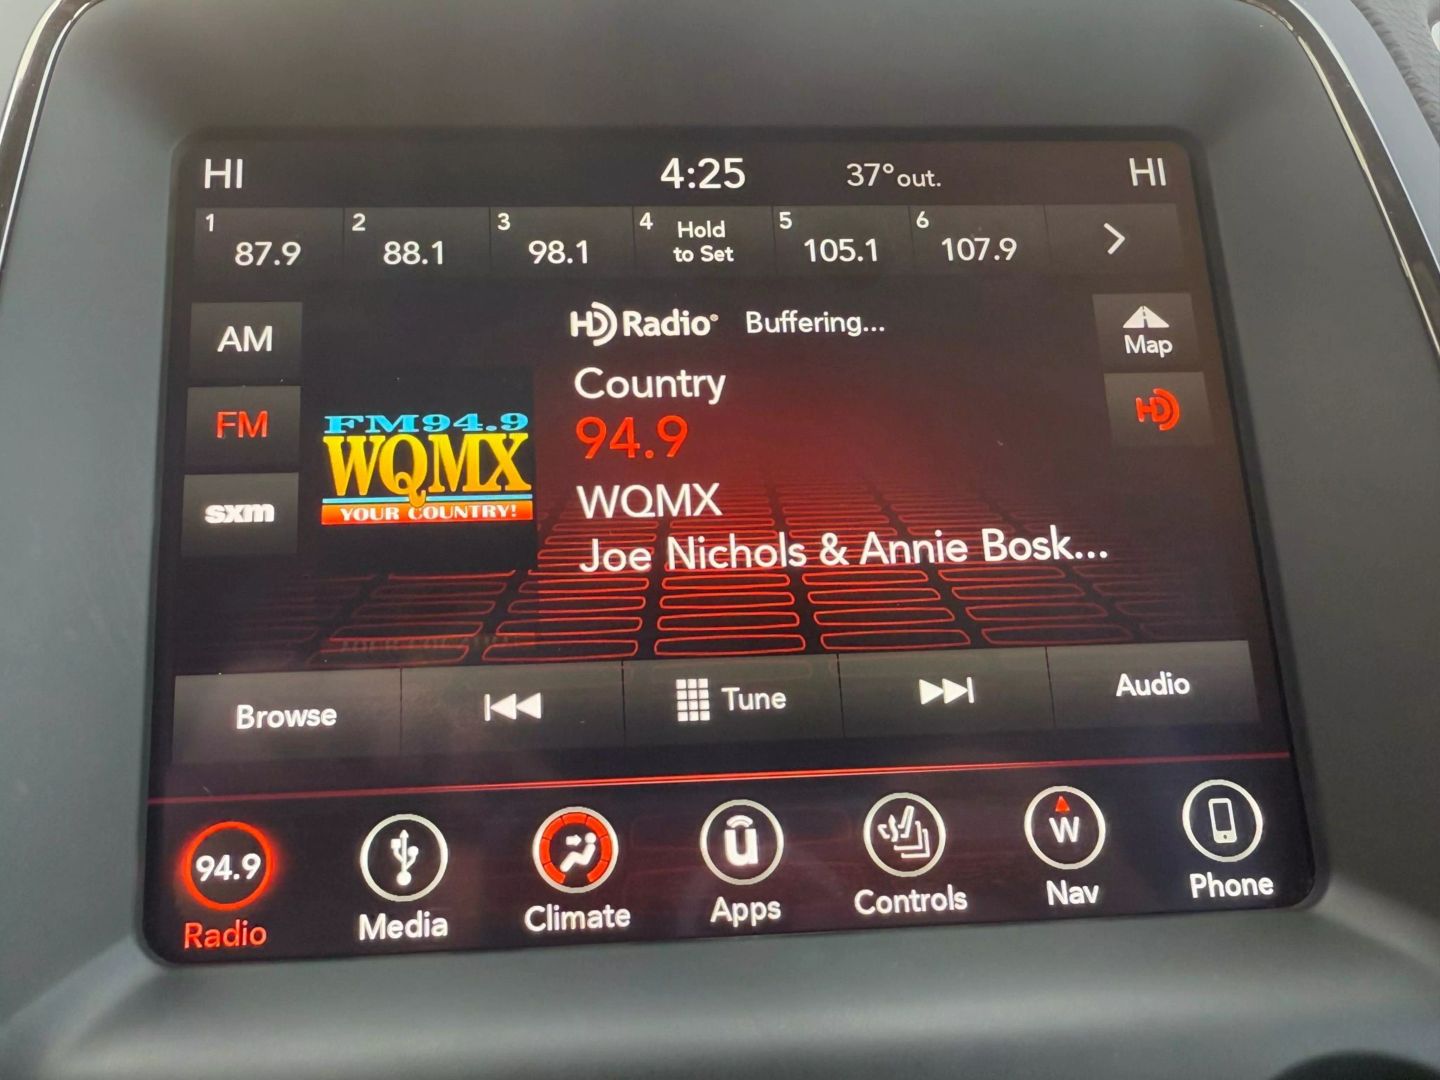 HI 4:25 37° out. HI
1 87.9 2 88.1 3 98.1 4 Hold to Set 5 105.1 6 107.9
AM
FM
sxm
HD Radio® Buffering...
Country
94.9
WQMX
Joe Nichols & Annie Bosk...
FM94.9
WQMX
YOUR COUNTRY!
Map
HD
Browse Tune Audio
94.9 u W
Radio Media Climate Apps Controls Nav Phone